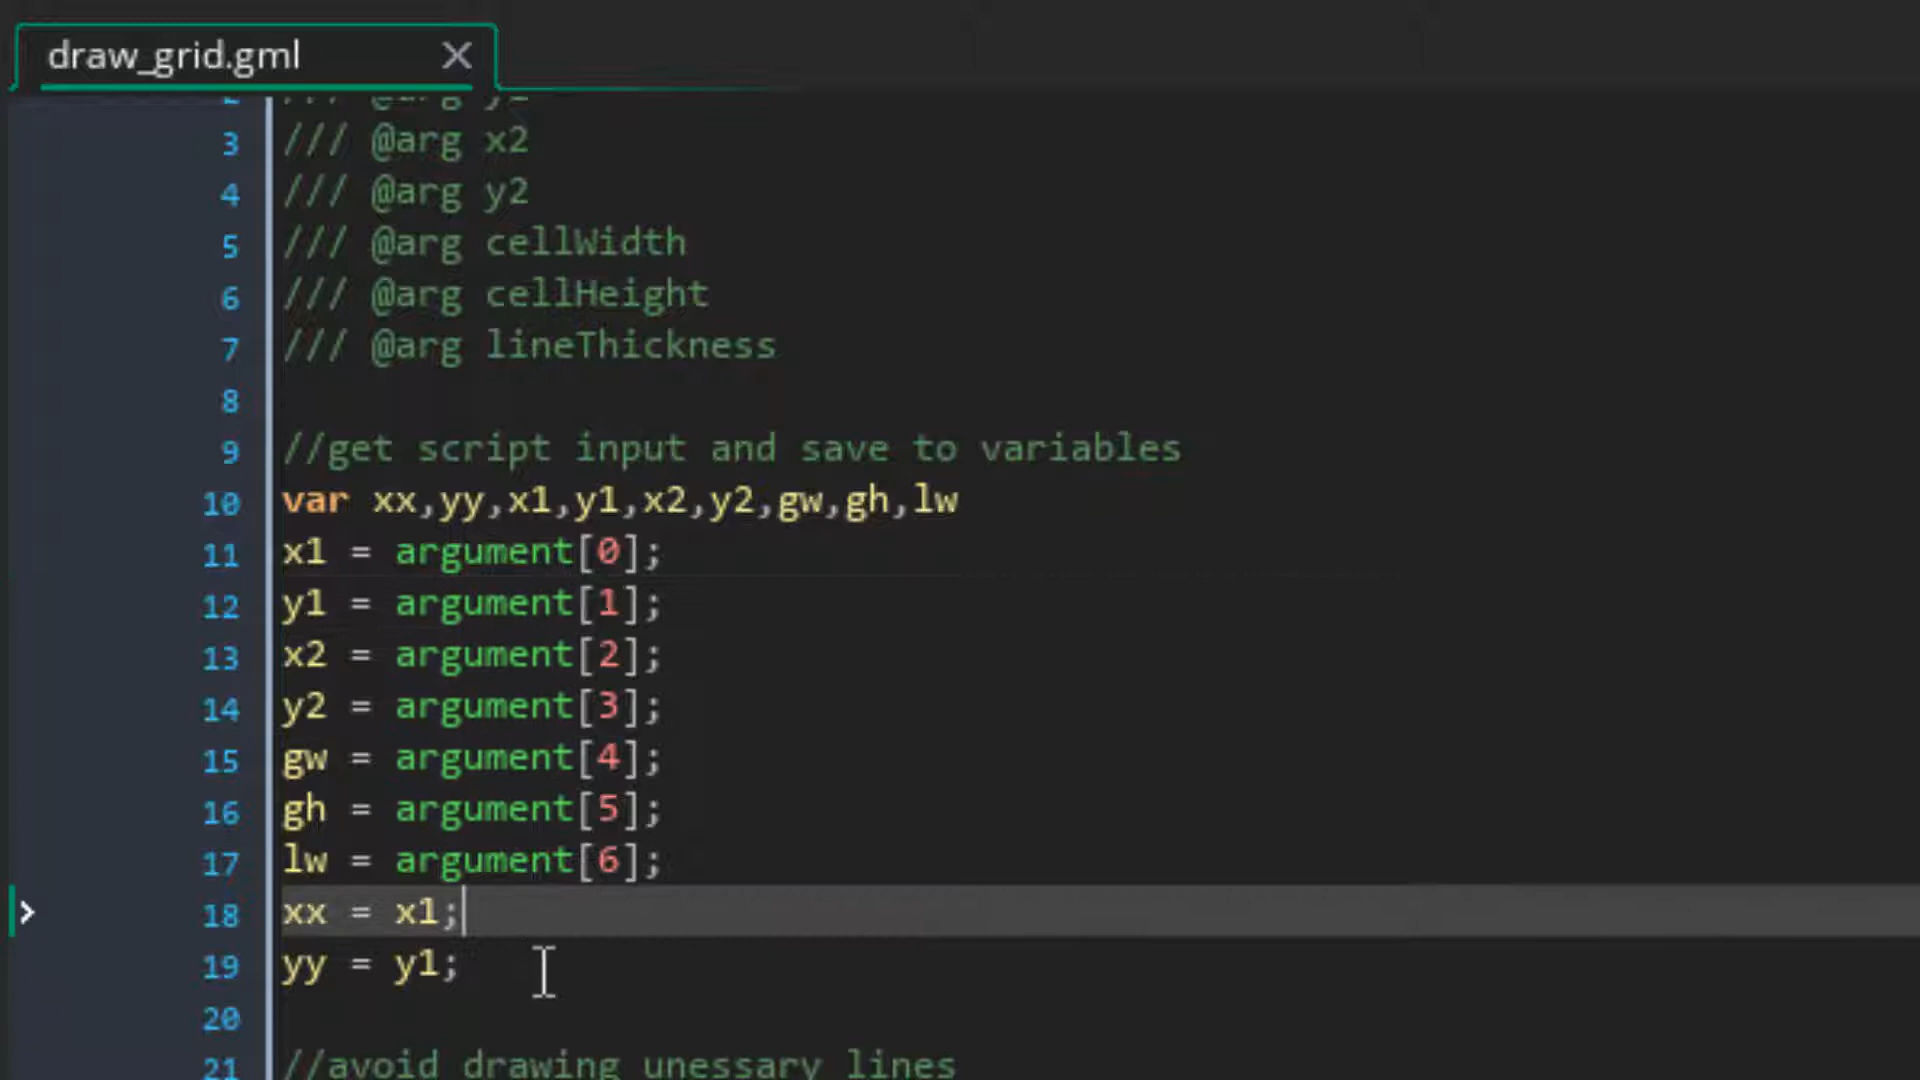 draw_grid.gml
2 /// @arg
3 /// @arg x2
4 /// @arg y2
5 /// @arg cellWidth
6 /// @arg cellHeight
7 /// @arg lineThickness
8
9 //get script input and save to variables
10 var xx,yy,x1,y1,x2,y2,gw,gh,lw
11 x1 = argument[0];
12 y1 = argument[1];
13 x2 = argument[2];
14 y2 = argument[3];
15 gw = argument[4];
16 gh = argument[5];
17 lw = argument[6];
18 xx = x1;
19 yy = y1;
20
21 //avoid drawing unessary lines